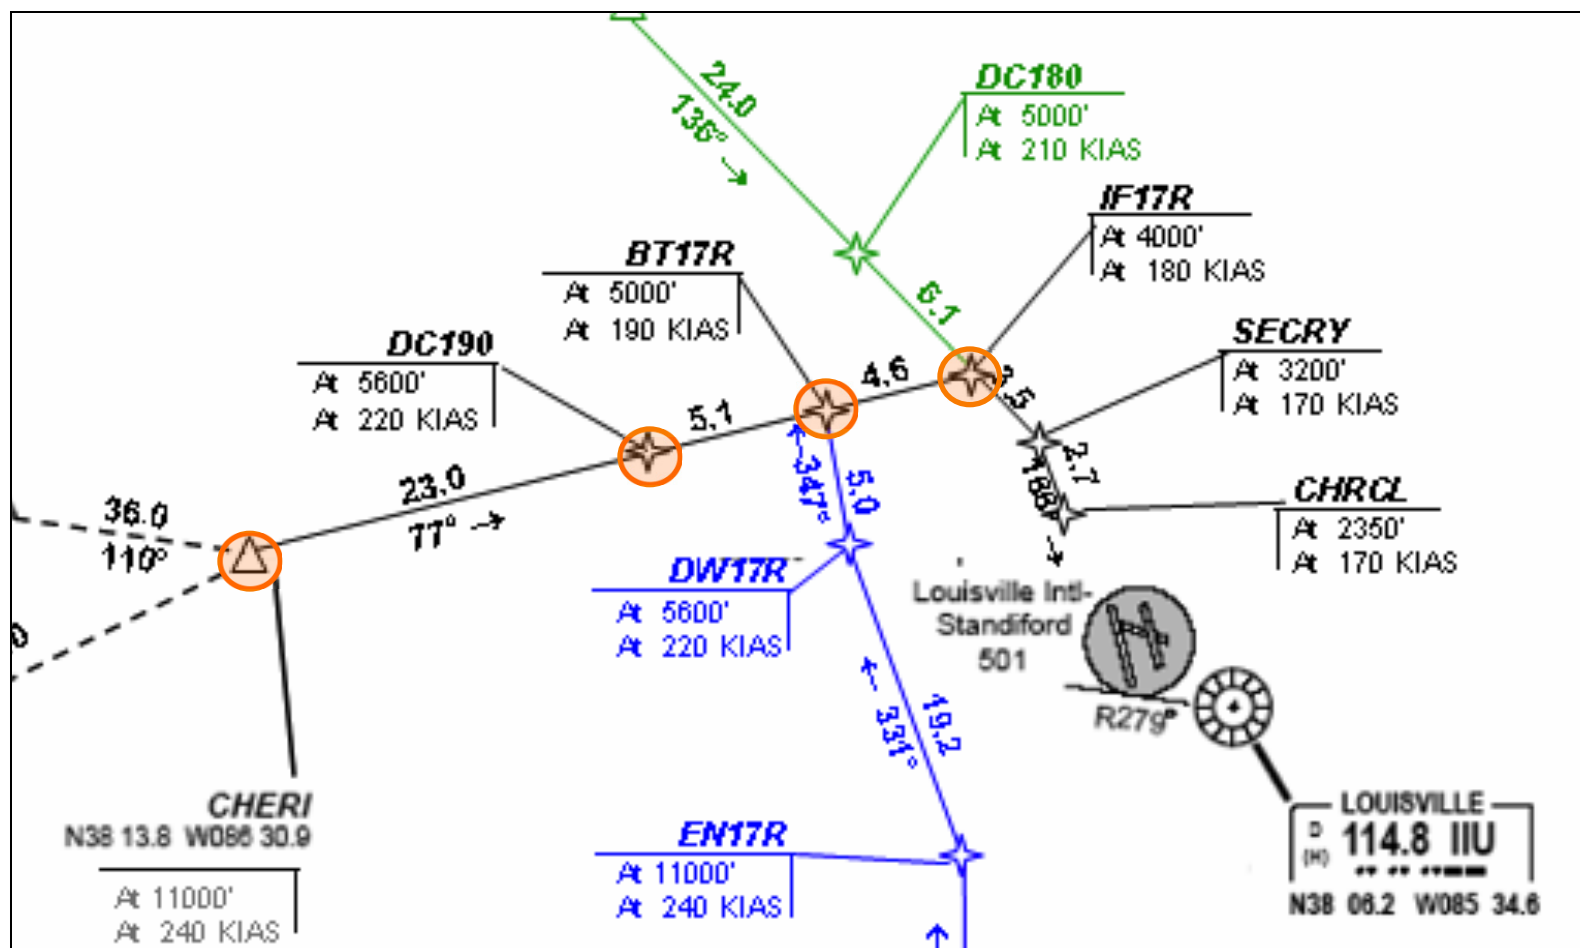 24.0
136°
DC180
At 5000'
At 210 KIAS
IF17R
At 4000'
At 180 KIAS
BT17R
At 5000'
At 190 KIAS
6.1
DC190
At 5600'
At 220 KIAS
SECRY
At 3200'
At 170 KIAS
4.6
3.5
5.1
23.0
77°
2.7
347°
5.0
CHRCL
At 2350'
At 170 KIAS
36.0
110°
DW17R
At 5600'
At 220 KIAS
Louisville Intl-
Standiford
501
R279°
19.2
331°
CHERI
N38 13.8 W086 30.9
At 11000'
At 240 KIAS
EN17R
At 11000'
At 240 KIAS
LOUISVILLE
D
(H)
114.8 IIU
N38 06.2 W085 34.6